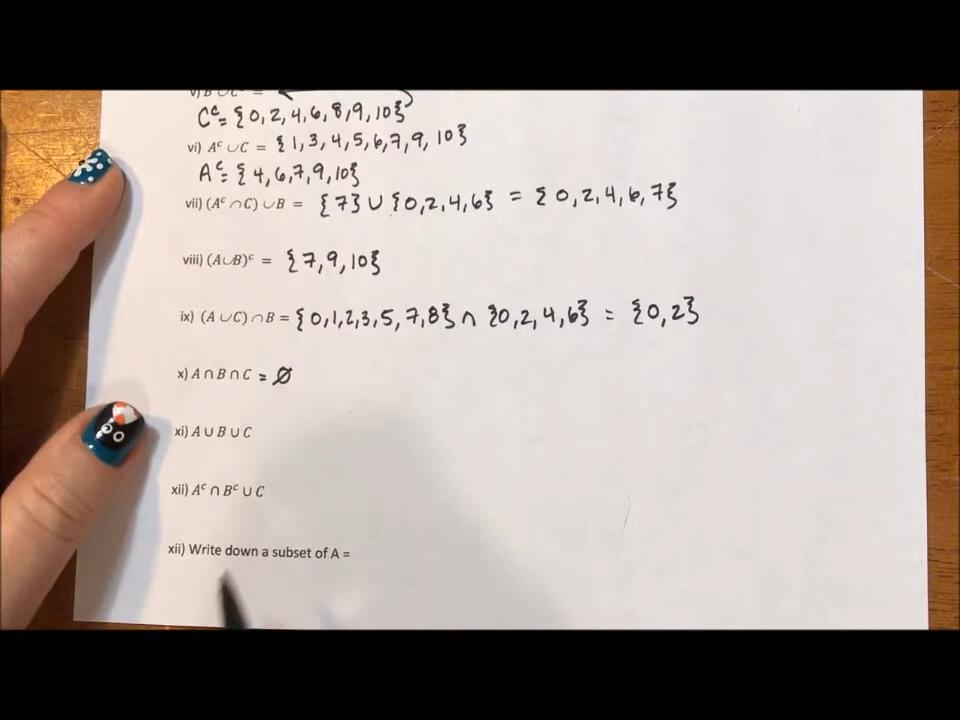 v) B ∪ Cᶜ =
Cᶜ = {0,2,4,6,8,9,10}
vi) Aᶜ ∪ C = {1,3,4,5,6,7,9,10}
Aᶜ = {4,6,7,9,10}
vii) (Aᶜ ∩ C) ∪ B = {7} ∪ {0,2,4,6} = {0,2,4,6,7}
viii) (A∪B)ᶜ = {7,9,10}
ix) (A ∪ C) ∩ B = {0,1,2,3,5,7,8} ∩ {0,2,4,6} = {0,2}
x) A ∩ B ∩ C = ∅
xi) A ∪ B ∪ C
xii) Aᶜ ∩ Bᶜ ∪ C
xii) Write down a subset of A =